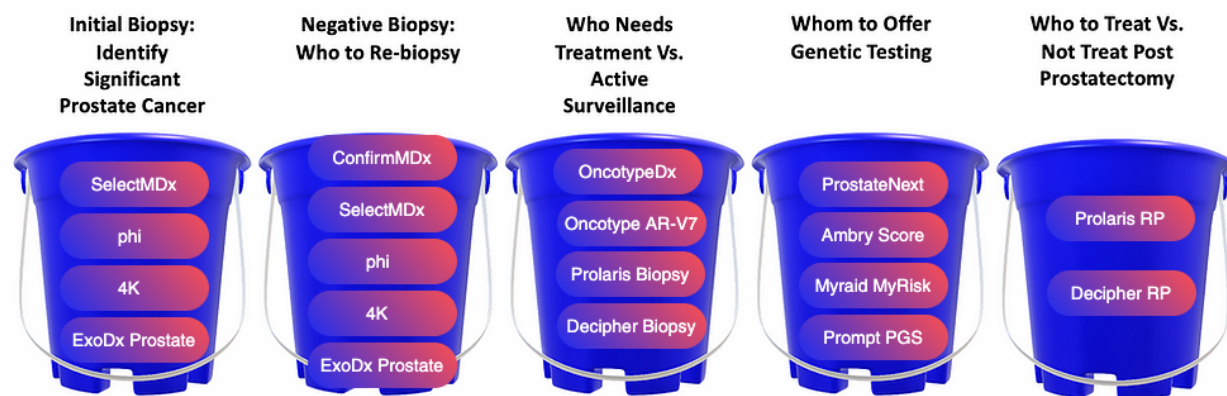 Initial Biopsy:
Identify
Significant
Prostate Cancer
SelectMDx
phi
4K
ExoDx Prostate
Negative Biopsy:
Who to Re-biopsy
ConfirmMDx
SelectMDx
phi
4K
ExoDx Prostate
Who Needs
Treatment Vs.
Active
Surveillance
OncotypeDx
Oncotype AR-V7
Prolaris Biopsy
Decipher Biopsy
Whom to Offer
Genetic Testing
ProstateNext
Ambry Score
Myraid MyRisk
Prompt PGS
Who to Treat Vs.
Not Treat Post
Prostatectomy
Prolaris RP
Decipher RP